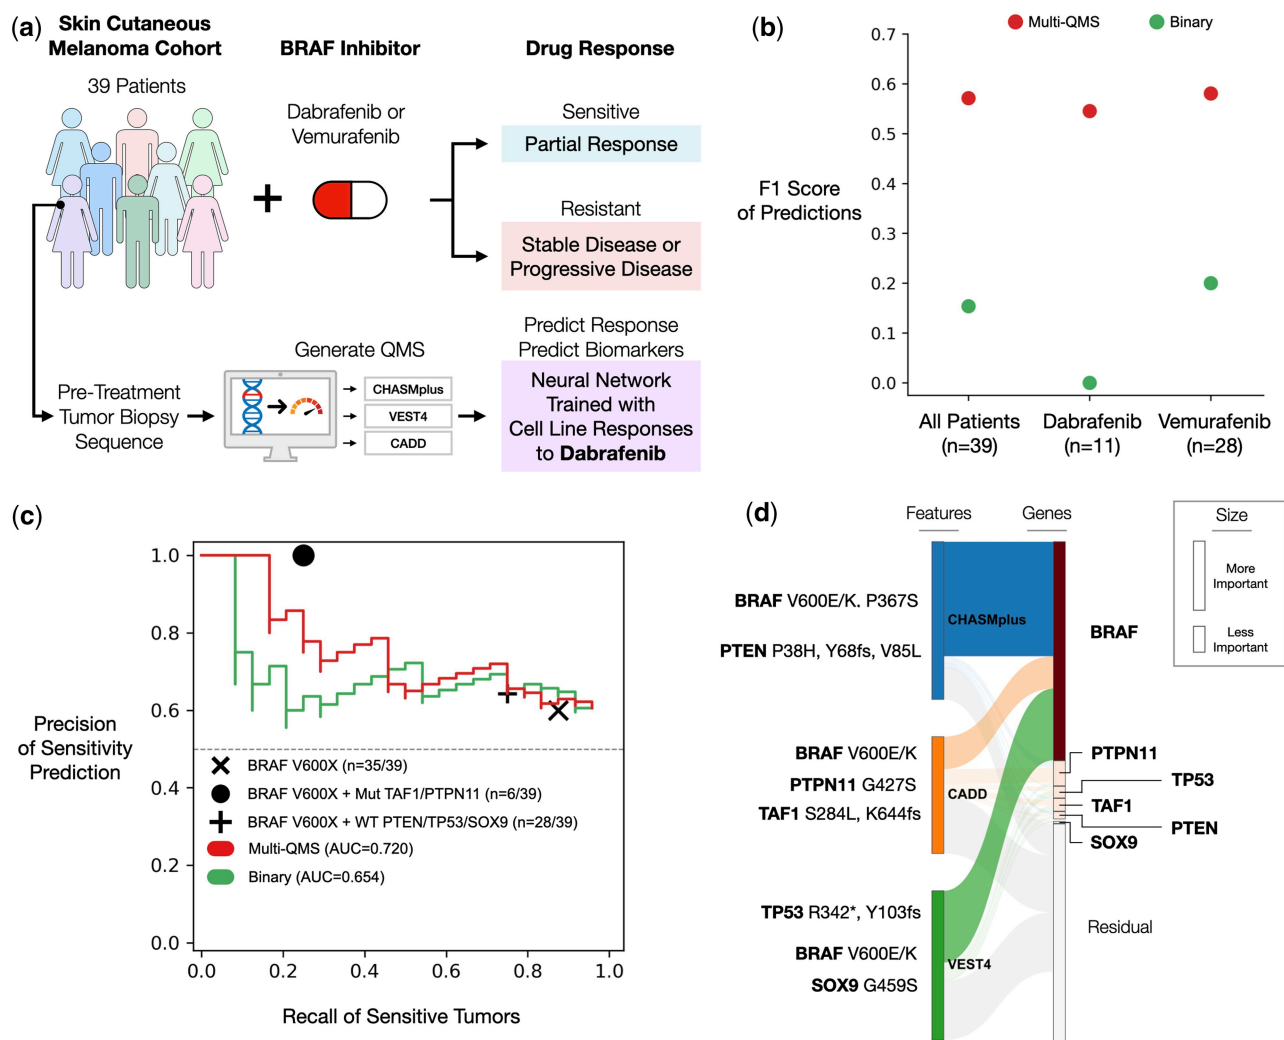 (a)
Skin Cutaneous
Melanoma Cohort
39 Patients
BRAF Inhibitor
Dabrafenib or
Vemurafenib
Drug Response
Sensitive
Partial Response
Resistant
Stable Disease or
Progressive Disease
Pre-Treatment
Tumor Biopsy
Sequence
Generate QMS
CHASMplus
VEST4
CADD
Predict Response
Predict Biomarkers
Neural Network
Trained with
Cell Line Responses
to Dabrafenib
(b)
Multi-QMS
Binary
F1 Score
of Predictions
0.7
0.6
0.5
0.4
0.3
0.2
0.1
0.0
All Patients
(n=39)
Dabrafenib
(n=11)
Vemurafenib
(n=28)
(c)
Precision
of Sensitivity
Prediction
1.0
0.8
0.6
0.4
0.2
0.0
BRAF V600X (n=35/39)
BRAF V600X + Mut TAF1/PTPN11 (n=6/39)
BRAF V600X + WT PTEN/TP53/SOX9 (n=28/39)
Multi-QMS (AUC=0.720)
Binary (AUC=0.654)
0.0 0.2 0.4 0.6 0.8 1.0
Recall of Sensitive Tumors
(d)
Features
Genes
Size
More
Important
Less
Important
BRAF V600E/K. P367S
PTEN P38H, Y68fs, V85L
CHASMplus
BRAF V600E/K
PTPN11 G427S
TAF1 S284L, K644fs
CADD
TP53 R342*, Y103fs
BRAF V600E/K
SOX9 G459S
VEST4
BRAF
PTPN11
TP53
TAF1
PTEN
SOX9
Residual